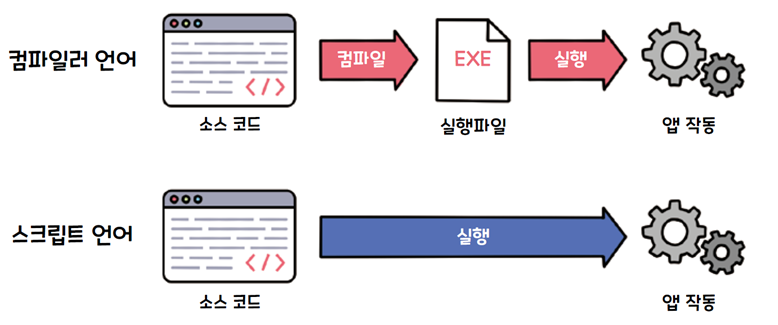 컴파일러 언어
</>
컴파일
EXE
실행
소스 코드
실행파일
앱 작동
스크립트 언어
</>
실행
소스 코드
앱 작동